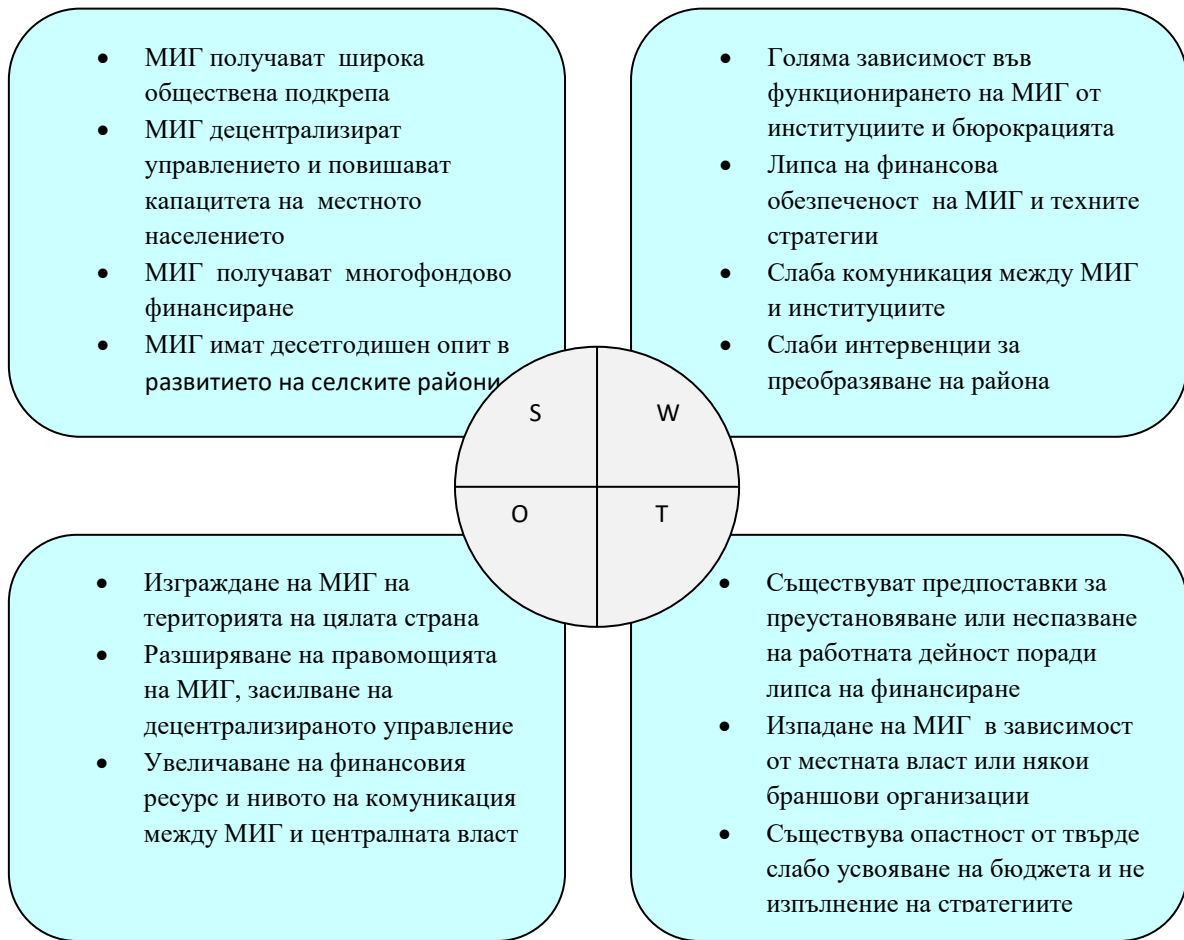 • МИГ получават широка
обществена подкрепа
• МИГ децентрализират
управлението и повишават
капацитета на местното
населението
• МИГ получават многофондово
финансиране
• МИГ имат десетгодишен опит в
развитието на селските райони
• Голяма зависимост във
функционирането на МИГ от
институциите и бюрокрацията
• Липса на финансова
обезпеченост на МИГ и техните
стратегии
• Слаба комуникация между МИГ
и институциите
• Слаби интервенции за
преобразяване на района
S
W
O
T
• Изграждане на МИГ на
територията на цялата страна
• Разширяване на правомощията
на МИГ, засилване на
децентрализираното управление
• Увеличаване на финансовия
ресурс и нивото на комуникация
между МИГ и централната власт
• Съществуват предпоставки за
преустановяване или неспазване
на работната дейност поради
липса на финансиране
• Изпадане на МИГ в зависимост
от местната власт или някои
браншови организации
• Съществува опастност от твърде
слабо усвояване на бюджета и не
изпълнение на стратегиите